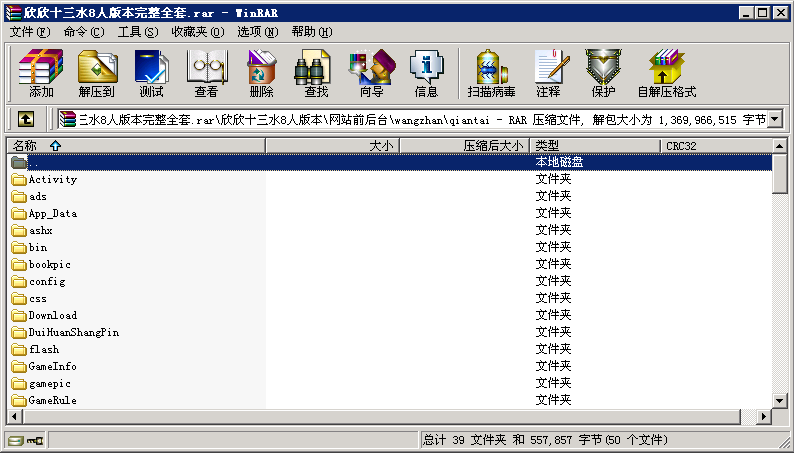 欣欣十三水8人版本完整全套.rar - WinRAR
文件(F) 命令(C) 工具(S) 收藏夹(O) 选项(N) 帮助(H)
添加 解压到 测试 查看 删除 查找 向导 信息 扫描病毒 注释 保护 自解压格式
三水8人版本完整全套.rar\欣欣十三水8人版本\网站前后台\wangzhan\qiantai - RAR 压缩文件, 解包大小为 1,369,966,515 字节
名称 大小 压缩后大小 类型 CRC32
.. 本地磁盘
Activity 文件夹
ads 文件夹
App_Data 文件夹
ashx 文件夹
bin 文件夹
bookpic 文件夹
config 文件夹
css 文件夹
Download 文件夹
DuiHuanShangPin 文件夹
flash 文件夹
GameInfo 文件夹
gamepic 文件夹
GameRule 文件夹
总计 39 文件夹 和 557,857 字节(50 个文件)